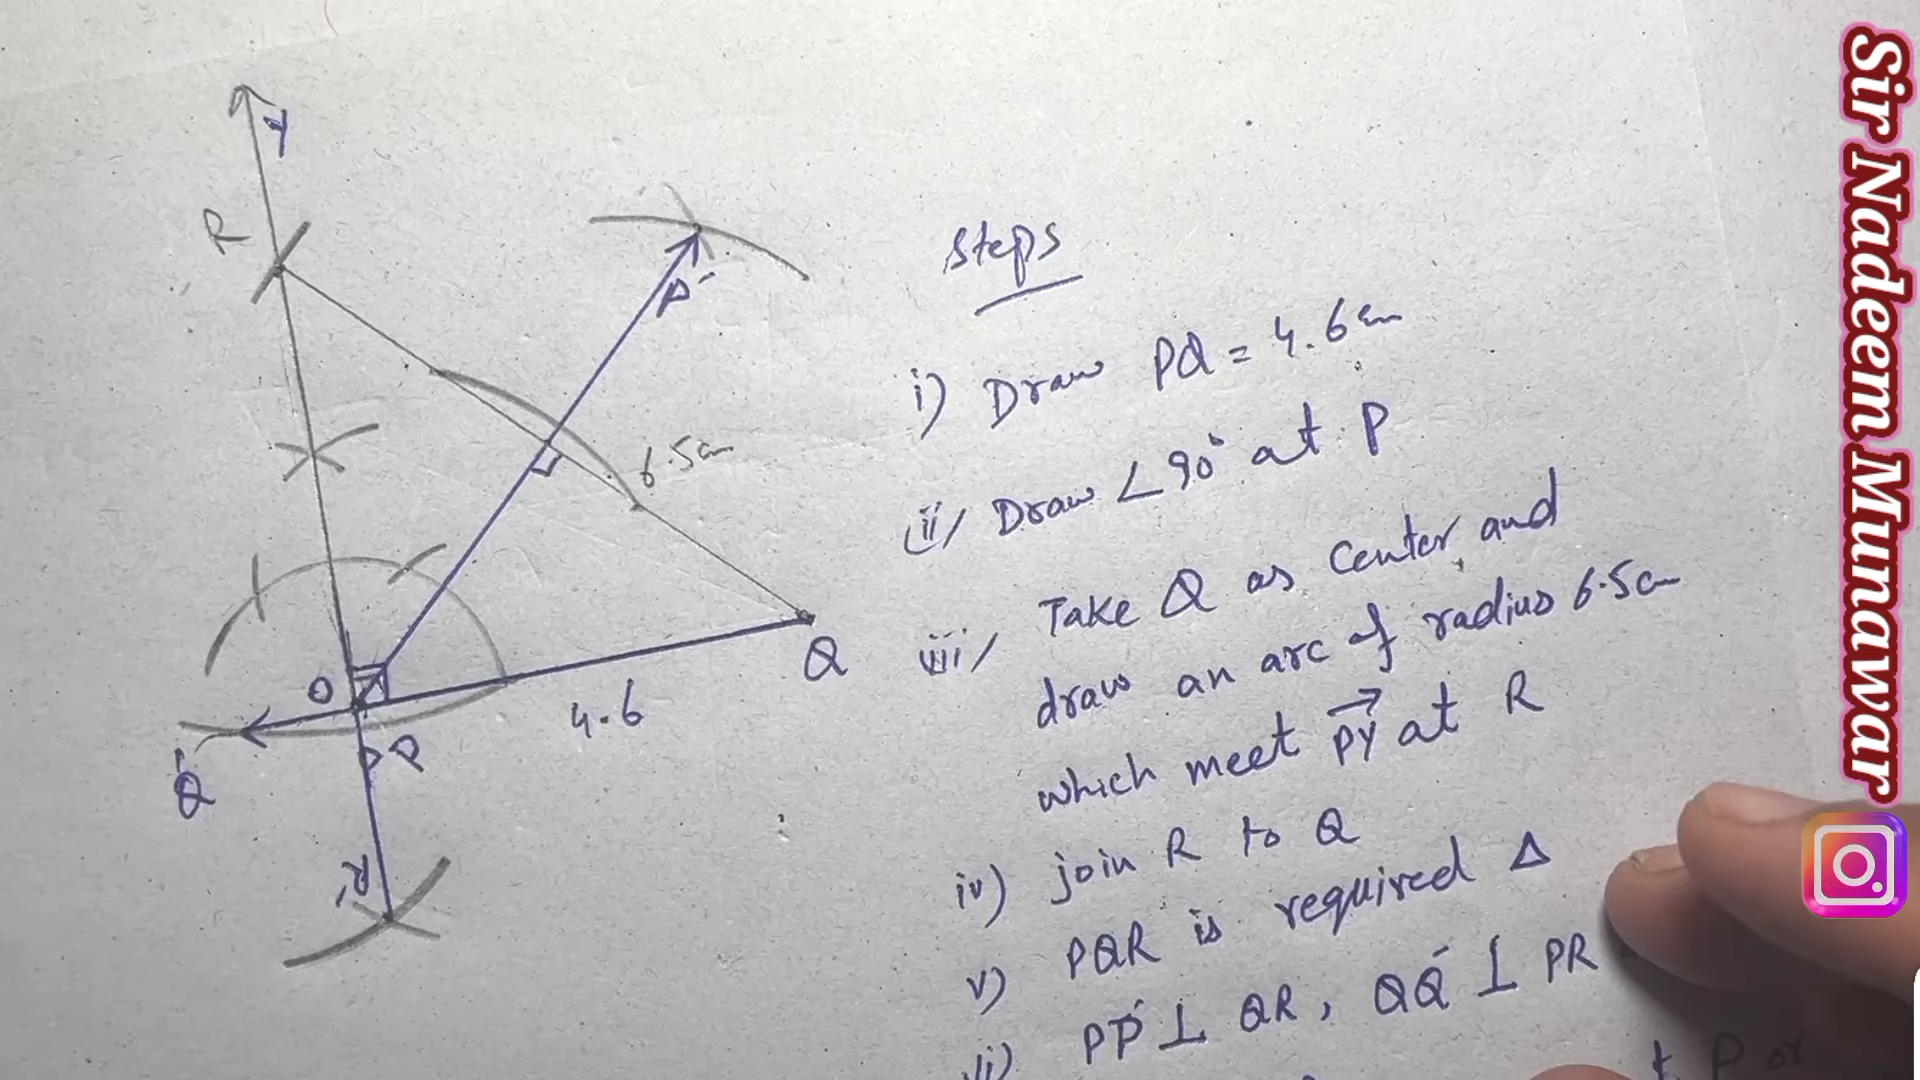 Y
R
P'
6.5cm
O
Q
4.6
P
Q'
R'
Steps
i) Draw PQ = 4.6cm
ii/ Draw ∠90° at P
iii/ Take Q as center and
draw an arc of radius 6.5cm
which meet PY at R
iv) join R to Q
v) PQR is required Δ
vi) PP' ⊥ QR, QQ' ⊥ PR
P or
Sir Nadeem Munawar